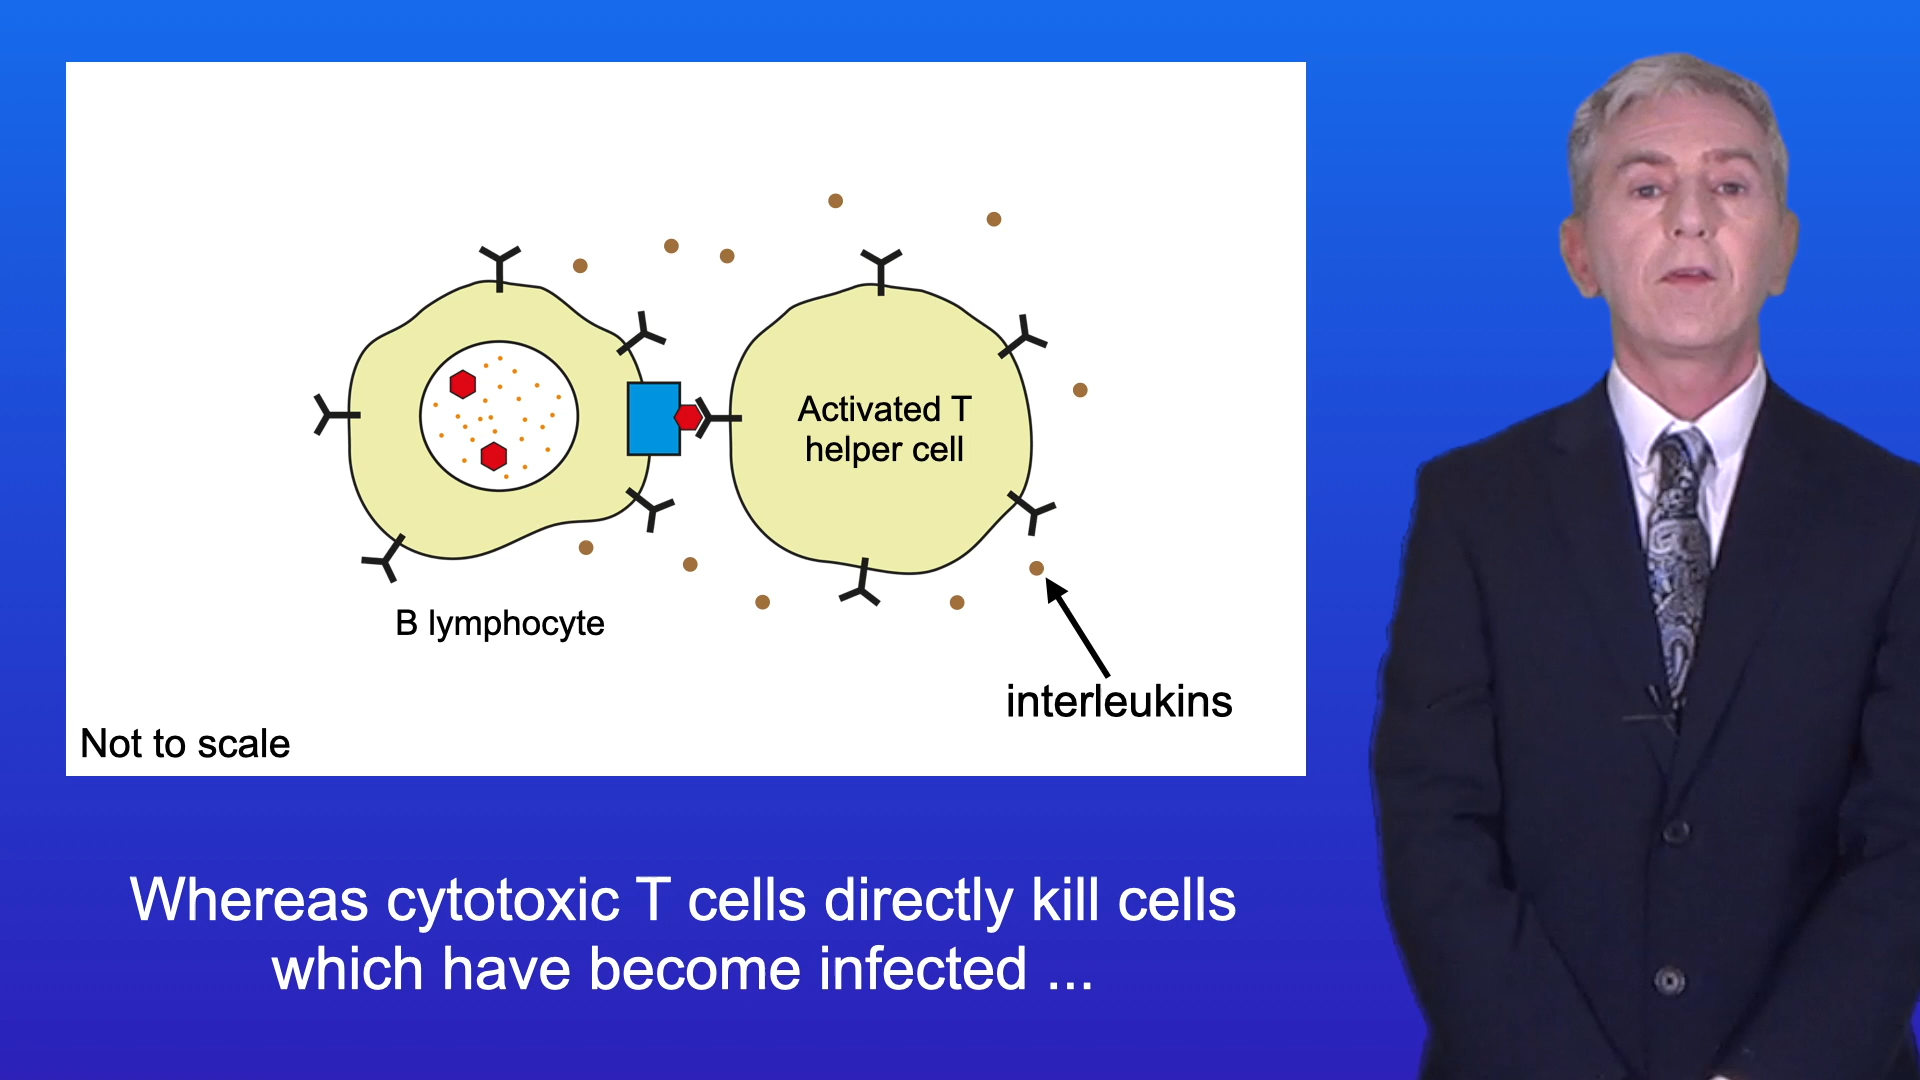 Activated T
helper cell
B lymphocyte
interleukins
Not to scale
Whereas cytotoxic T cells directly kill cells
which have become infected ...